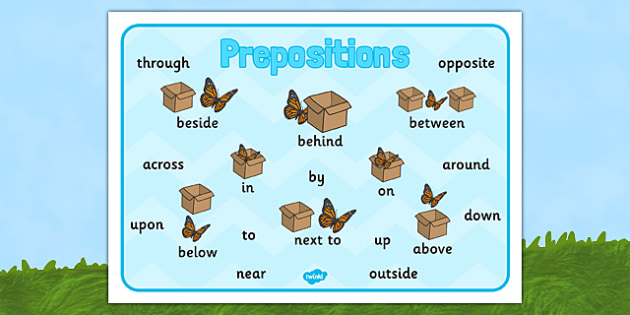 Prepositions
through
opposite
beside
behind
between
across
in
by
on
around
upon
below
to
next to
up
above
down
near
outside
twinkl